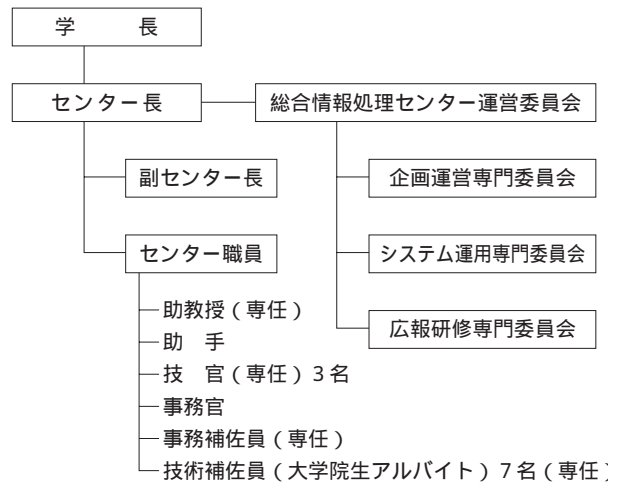 学　　長
センター長
総合情報処理センター運営委員会
副センター長
企画運営専門委員会
センター職員
システム運用専門委員会
助教授（専任）
広報研修専門委員会
助　手
技　官（専任）３名
事務官
事務補佐員（専任）
技術補佐員（大学院生アルバイト）７名（専任）